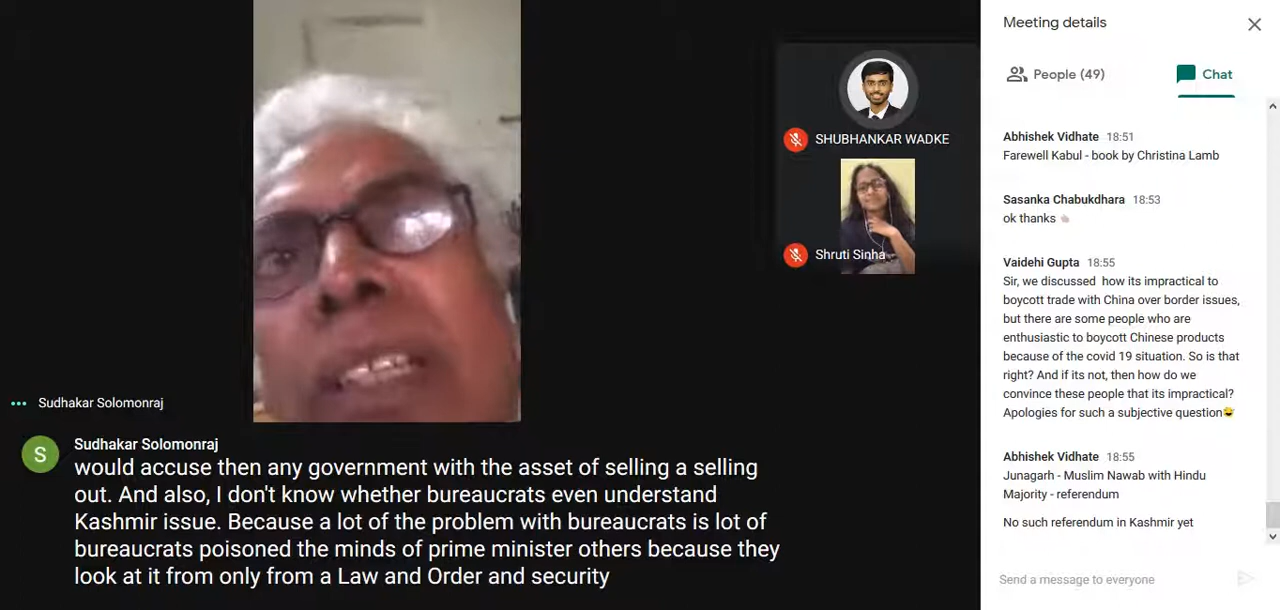 SHUBHANKAR WADKE
Shruti Sinha
Sudhakar Solomonraj
S
Sudhakar Solomonraj
would accuse then any government with the asset of selling a selling
out. And also, I don't know whether bureaucrats even understand
Kashmir issue. Because a lot of the problem with bureaucrats is lot of
bureaucrats poisoned the minds of prime minister others because they
look at it from only from a Law and Order and security
Meeting details
People (49)
Chat
Abhishek Vidhate 18:51
Farewell Kabul - book by Christina Lamb
Sasanka Chabukdhara 18:53
ok thanks 👏🏻
Vaidehi Gupta 18:55
Sir, we discussed how its impractical to
boycott trade with China over border issues,
but there are some people who are
enthusiastic to boycott Chinese products
because of the covid 19 situation. So is that
right? And if its not, then how do we
convince these people that its impractical?
Apologies for such a subjective question😅
Abhishek Vidhate 18:55
Junagarh - Muslim Nawab with Hindu
Majority - referendum
No such referendum in Kashmir yet
Send a message to everyone